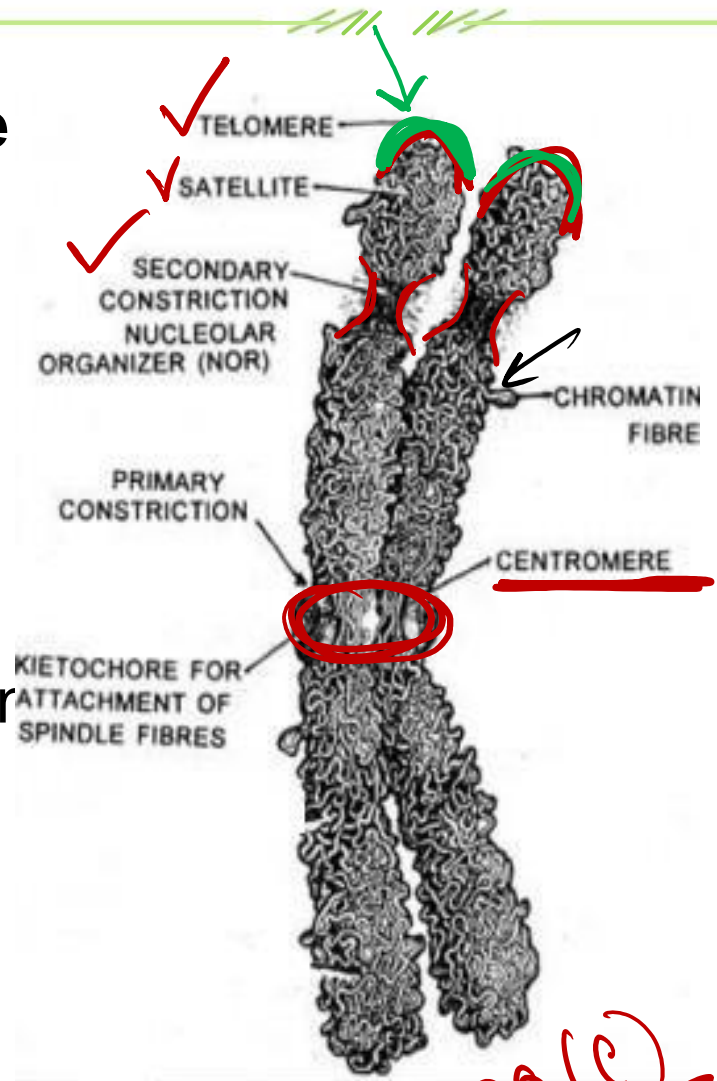 e
TELOMERE
SATELLITE
SECONDARY
CONSTRICTION
NUCLEOLAR
ORGANIZER (NOR)
CHROMATIN
FIBRE
PRIMARY
CONSTRICTION
CENTROMERE
KIETOCHORE FOR
r
ATTACHMENT OF
SPINDLE FIBRES